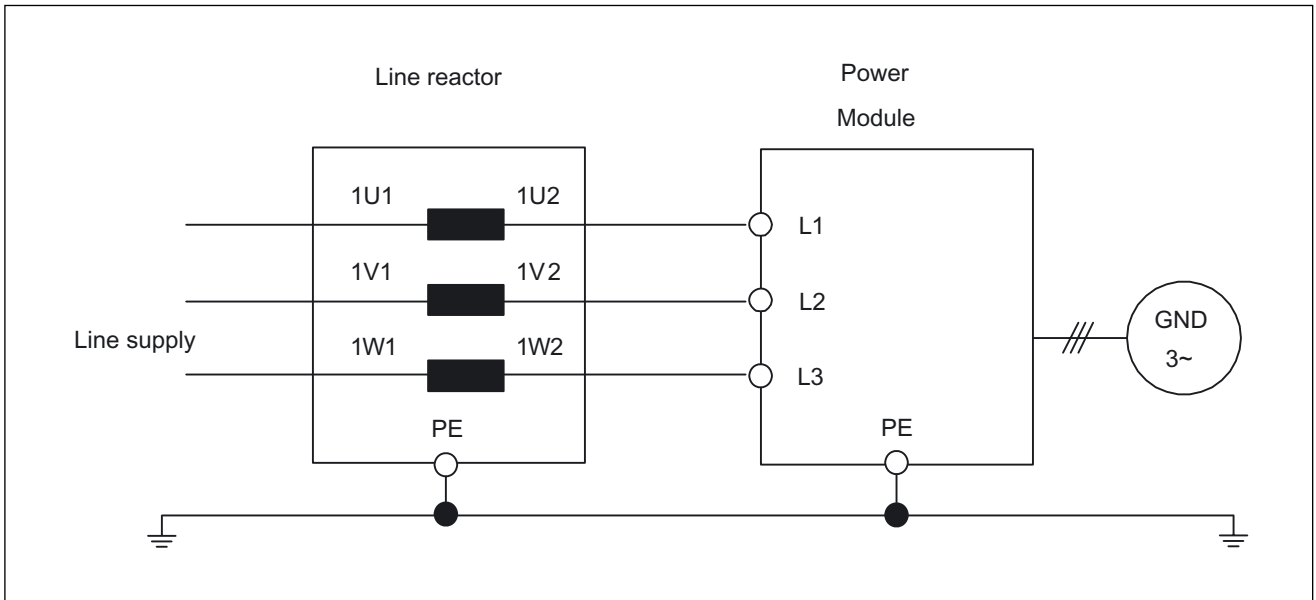 Line reactor
Power
Module
1U1
1U2
L1
1V1
1V2
L2
Line supply
1W1
1W2
L3
GND
3~
PE
PE